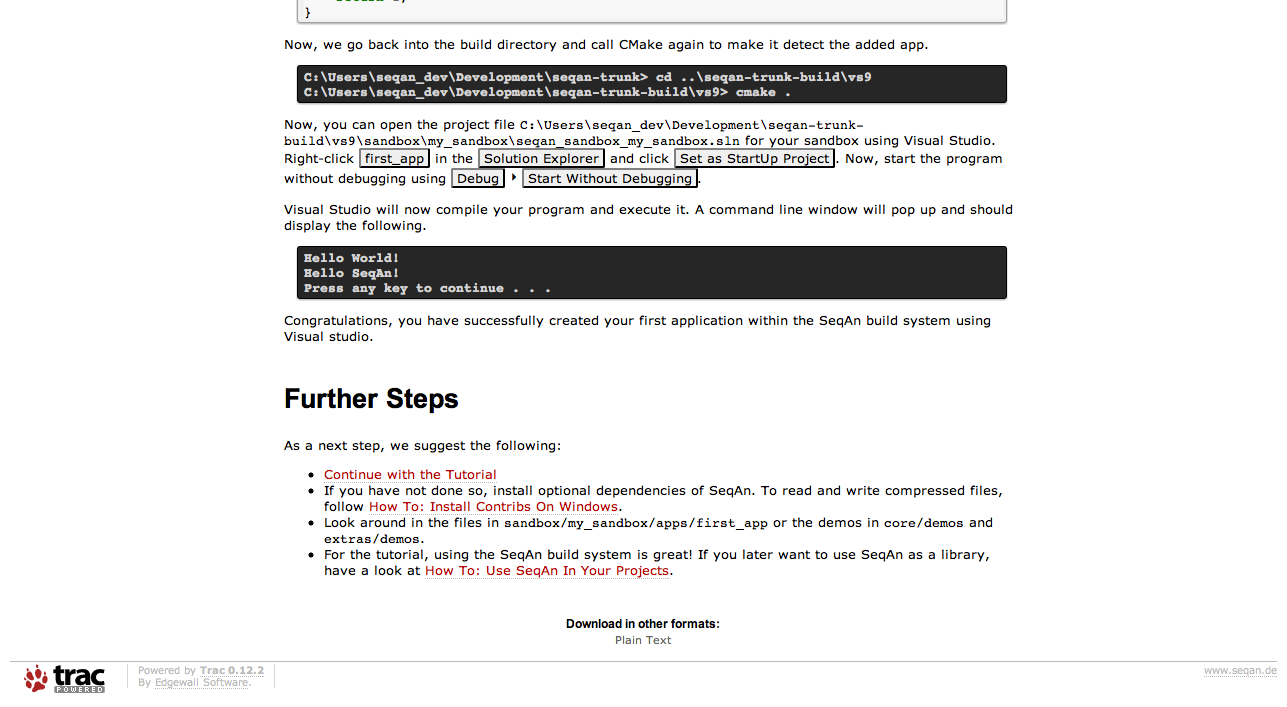 }
Now, we go back into the build directory and call CMake again to make it detect the added app.
C:\Users\seqan_dev\Development\seqan-trunk> cd ..\seqan-trunk-build\vs9
C:\Users\seqan_dev\Development\seqan-trunk-build\vs9> cmake .
Now, you can open the project file C:\Users\seqan_dev\Development\seqan-trunk-
build\vs9\sandbox\my_sandbox\seqan_sandbox_my_sandbox.sln for your sandbox using Visual Studio.
Right-click first_app in the Solution Explorer and click Set as StartUp Project. Now, start the program
without debugging using Debug ‣ Start Without Debugging.
Visual Studio will now compile your program and execute it. A command line window will pop up and should
display the following.
Hello World!
Hello SeqAn!
Press any key to continue . . .
Congratulations, you have successfully created your first application within the SeqAn build system using
Visual studio.
Further Steps
As a next step, we suggest the following:
• Continue with the Tutorial
• If you have not done so, install optional dependencies of SeqAn. To read and write compressed files,
follow How To: Install Contribs On Windows.
• Look around in the files in sandbox/my_sandbox/apps/first_app or the demos in core/demos and
extras/demos.
• For the tutorial, using the SeqAn build system is great! If you later want to use SeqAn as a library,
have a look at How To: Use SeqAn In Your Projects.
Download in other formats:
Plain Text
trac
POWERED
Powered by Trac 0.12.2
By Edgewall Software.
www.seqan.de